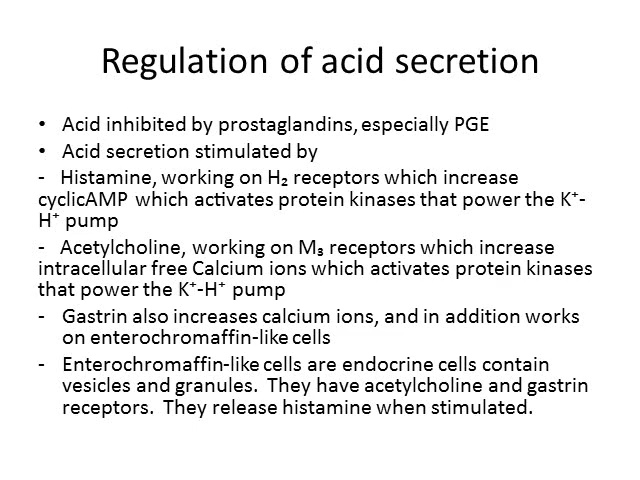 Regulation of acid secretion
• Acid inhibited by prostaglandins, especially PGE
• Acid secretion stimulated by
- Histamine, working on H₂ receptors which increase
cyclicAMP which activates protein kinases that power the K⁺-
H⁺ pump
- Acetylcholine, working on M₃ receptors which increase
intracellular free Calcium ions which activates protein kinases
that power the K⁺-H⁺ pump
- Gastrin also increases calcium ions, and in addition works
on enterochromaffin-like cells
- Enterochromaffin-like cells are endocrine cells contain
vesicles and granules. They have acetylcholine and gastrin
receptors. They release histamine when stimulated.